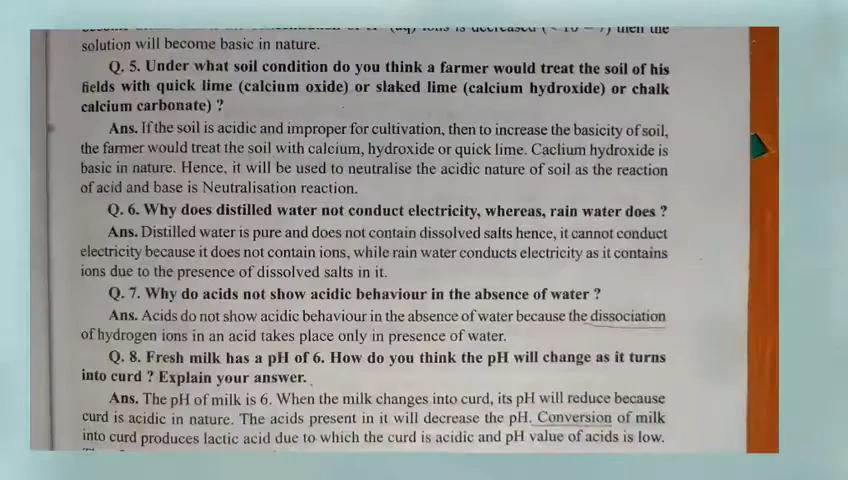 solution will become basic in nature.
Q. 5. Under what soil condition do you think a farmer would treat the soil of his
fields with quick lime (calcium oxide) or slaked lime (calcium hydroxide) or chalk
calcium carbonate) ?
Ans. If the soil is acidic and improper for cultivation, then to increase the basicity of soil,
the farmer would treat the soil with calcium, hydroxide or quick lime. Caclium hydroxide is
basic in nature. Hence, it will be used to neutralise the acidic nature of soil as the reaction
of acid and base is Neutralisation reaction.
Q. 6. Why does distilled water not conduct electricity, whereas, rain water does ?
Ans. Distilled water is pure and does not contain dissolved salts hence, it cannot conduct
electricity because it does not contain ions, while rain water conducts electricity as it contains
ions due to the presence of dissolved salts in it.
Q. 7. Why do acids not show acidic behaviour in the absence of water ?
Ans. Acids do not show acidic behaviour in the absence of water because the dissociation
of hydrogen ions in an acid takes place only in presence of water.
Q. 8. Fresh milk has a pH of 6. How do you think the pH will change as it turns
into curd ? Explain your answer.
Ans. The pH of milk is 6. When the milk changes into curd, its pH will reduce because
curd is acidic in nature. The acids present in it will decrease the pH. Conversion of milk
into curd produces lactic acid due to which the curd is acidic and pH value of acids is low.